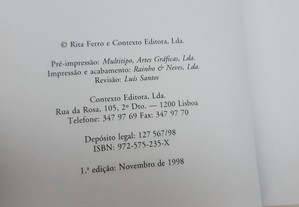 © Rita Ferro e Contexto Editora, Lda.
Pré-impressão: Multitipo, Artes Gráficas, Lda.
Impressão e acabamento: Rainho & Neves, Lda.
Revisão: Luís Santos
Contexto Editora, Lda.
Rua da Rosa, 105, 2º Dto. — 1200 Lisboa
Telefone: 347 97 69 Fax: 347 97 70
Depósito legal: 127 567/98
ISBN: 972-575-235-X
1.ª edição: Novembro de 1998